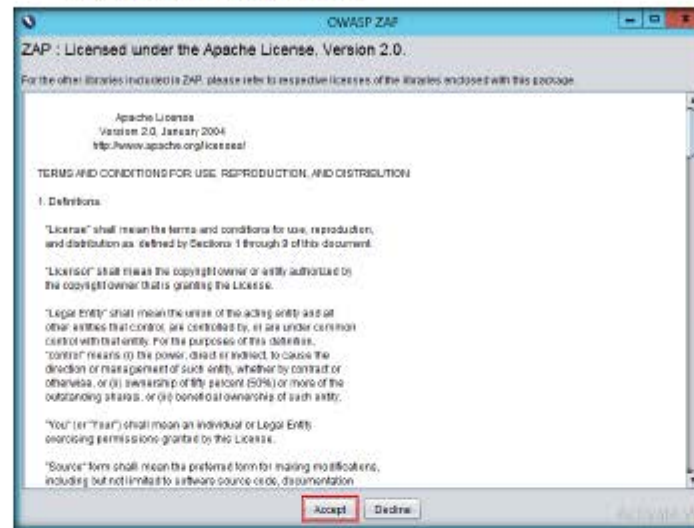 OWASP ZAP
ZAP : Licensed under the Apache License, Version 2.0.
For the other libraries included in ZAP, please refer to respective licenses of the libraries enclosed with this package.
Apache License
Version 2.0, January 2004
http://www.apache.org/licenses/
TERMS AND CONDITIONS FOR USE, REPRODUCTION, AND DISTRIBUTION
1. Definitions.
"License" shall mean the terms and conditions for use, reproduction,
and distribution as defined by Sections 1 through 9 of this document.
"Licensor" shall mean the copyright owner or entity authorized by
the copyright owner that is granting the License.
"Legal Entity" shall mean the union of the acting entity and all
other entities that control, are controlled by, or are under common
control with that entity. For the purposes of this definition,
"control" means (i) the power, direct or indirect, to cause the
direction or management of such entity, whether by contract or
otherwise, or (ii) ownership of fifty percent (50%) or more of the
outstanding shares, or (iii) beneficial ownership of such entity.
"You" (or "Your") shall mean an individual or Legal Entity
exercising permissions granted by this License.
"Source" form shall mean the preferred form for making modifications,
including but not limited to software source code, documentation
Accept Decline
Activate